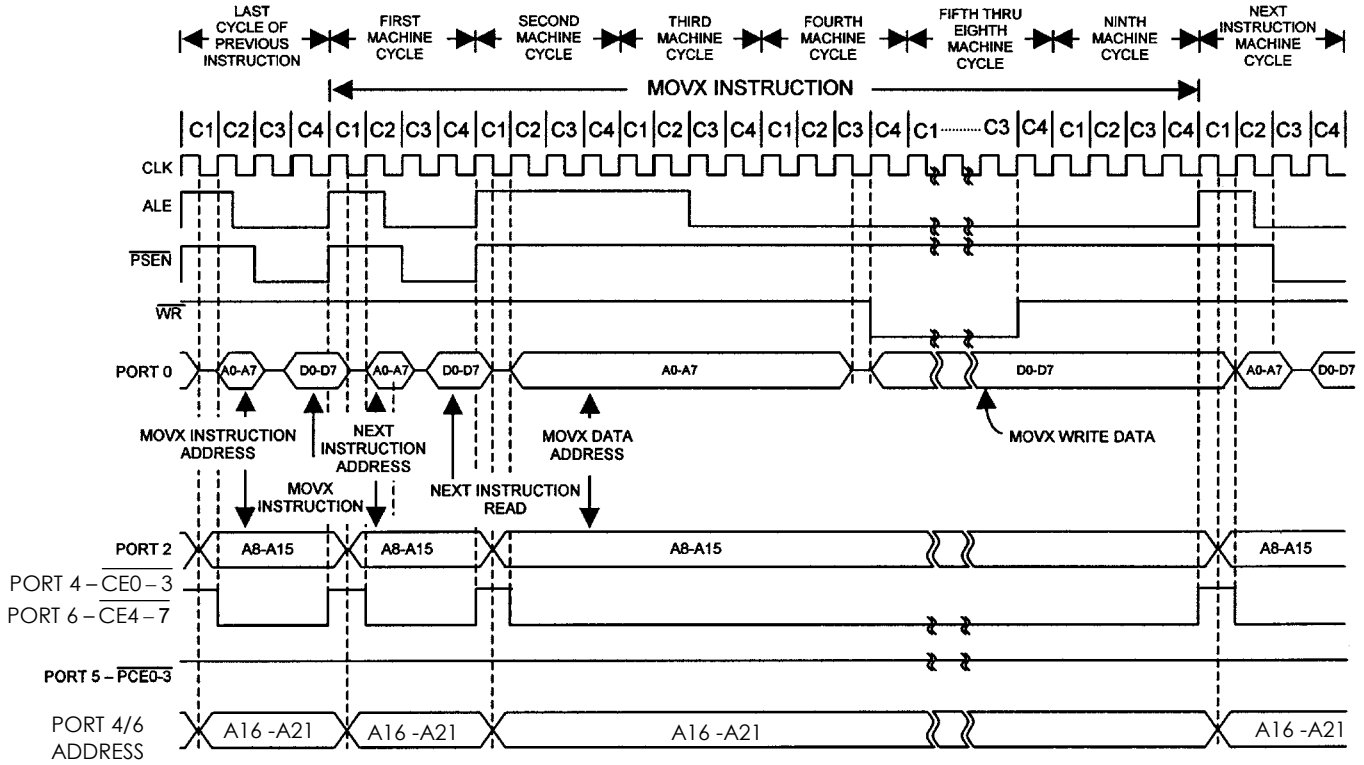 LAST CYCLE OF PREVIOUS INSTRUCTION
FIRST MACHINE CYCLE
SECOND MACHINE CYCLE
THIRD MACHINE CYCLE
FOURTH MACHINE CYCLE
FIFTH THRU EIGHTH MACHINE CYCLE
NINTH MACHINE CYCLE
NEXT INSTRUCTION MACHINE CYCLE
MOVX INSTRUCTION
C1 C2 C3 C4 C1 C2 C3 C4 C1 C2 C3 C4 C1 C2 C3 C4 C1 C2 C3 C4 C1 ......... C3 C4 C1 C2 C3 C4 C1 C2 C3 C4
CLK
ALE
PSEN
WR
PORT 0 A0-A7 D0-D7 A0-A7 D0-D7 A0-A7 D0-D7 A0-A7 D0-D7
MOVX INSTRUCTION ADDRESS
NEXT INSTRUCTION ADDRESS
MOVX DATA ADDRESS
MOVX WRITE DATA
MOVX INSTRUCTION
NEXT INSTRUCTION READ
PORT 2 A8-A15 A8-A15 A8-A15 A8-A15
PORT 4 – CE0 – 3
PORT 6 – CE4 – 7
PORT 5 – PCE0-3
PORT 4/6 ADDRESS
A16 -A21 A16 -A21 A16 -A21 A16 -A21